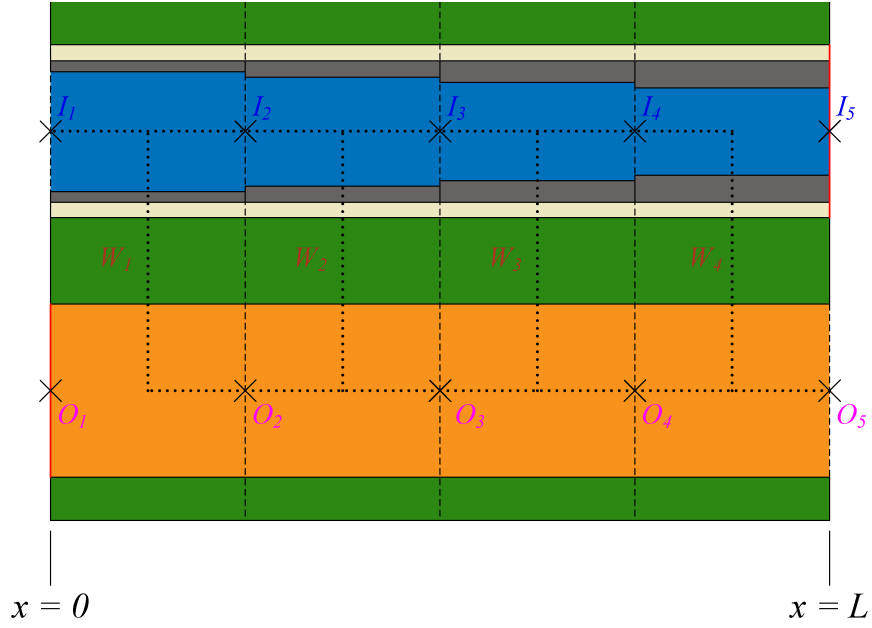 I1 I2 I3 I4 I5
W1 W2 W3 W4
O1 O2 O3 O4 O5
x = 0 x = L